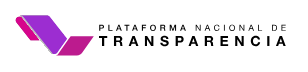 PLATAFORMA NACIONAL DE
TRANSPARENCIA